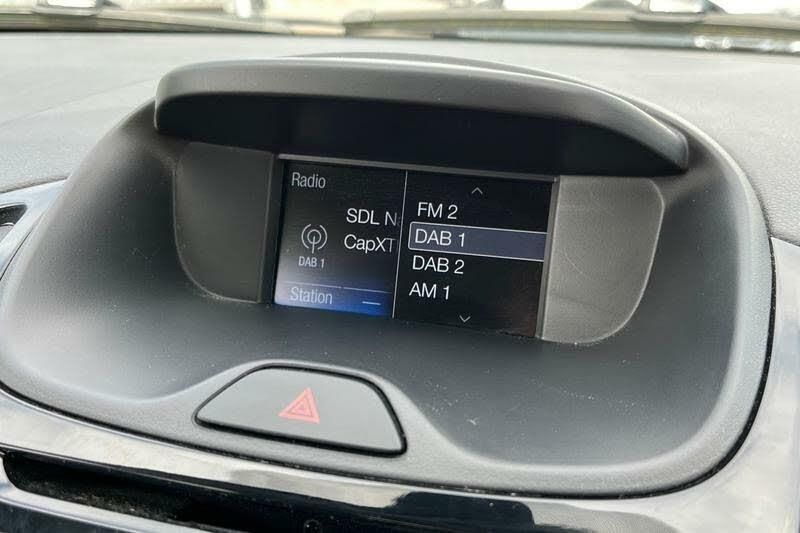 Radio
SDL N
CapXT
DAB 1
Station
FM 2
DAB 1
DAB 2
AM 1